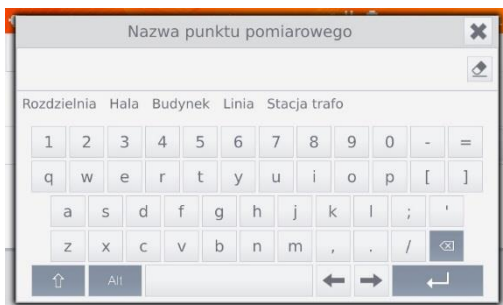 Nazwa punktu pomiarowego
Rozdzielnia Hala Budynek Linia Stacja trafo
1 2 3 4 5 6 7 8 9 0 - =
q w e r t y u i o p [ ]
a s d f g h j k l ; '
z x c v b n m , . /
Alt